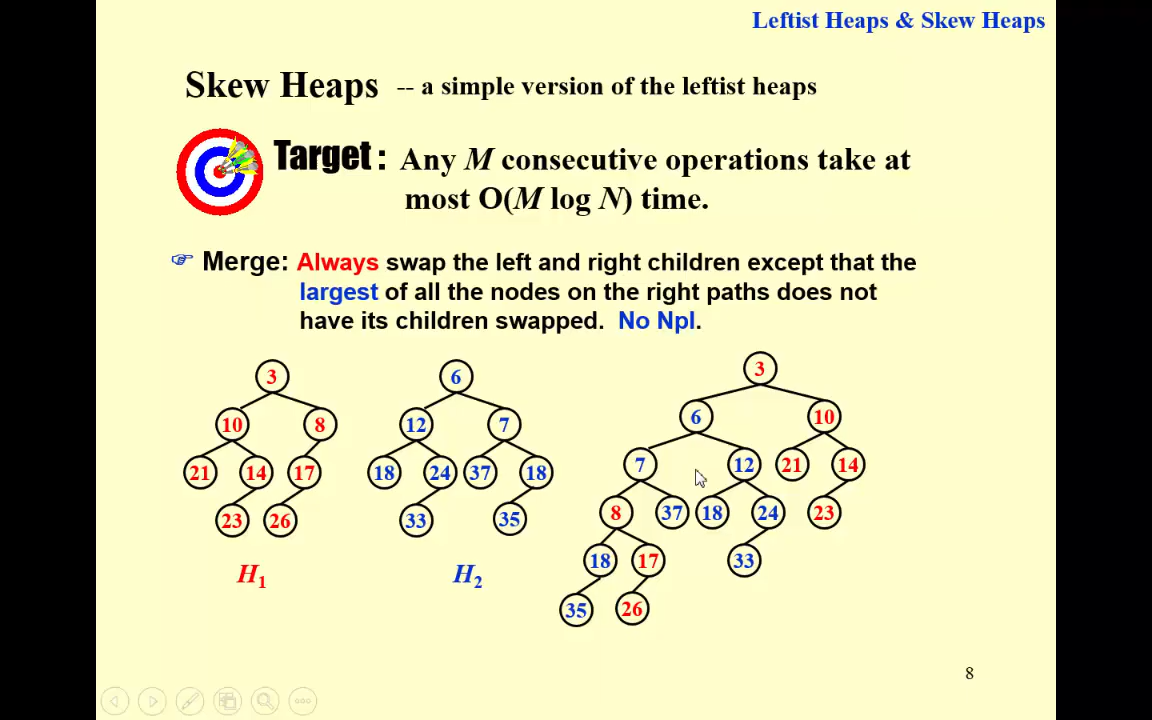 Leftist Heaps & Skew Heaps
Skew Heaps -- a simple version of the leftist heaps
Target : Any M consecutive operations take at
most O(M log N) time.
☞ Merge: Always swap the left and right children except that the
largest of all the nodes on the right paths does not
have its children swapped. No Npl.
3
10 8
21 14 17
23 26
H1
6
12 7
18 24 37 18
33 35
H2
3
6 10
7 12 21 14
8 37 18 24 23
18 17 33
35 26
8